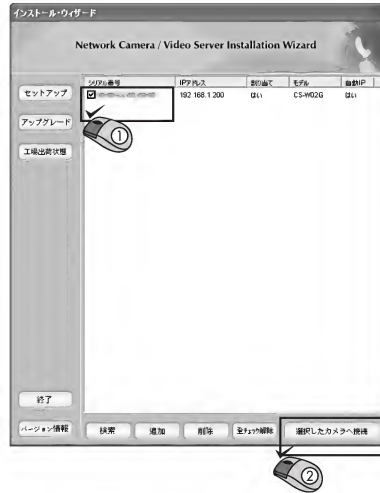 インストール・ウィザード
Network Camera / Video Server Installation Wizard
セットアップ
アップグレード
工場出荷状態
シリアル番号 IPアドレス 割り当て モデル 自動IP
192.168.1.200 はい CS-W02G はい
①
終了
バージョン情報
検索 追加 削除 全チェック解除 選択したカメラへ接続
②